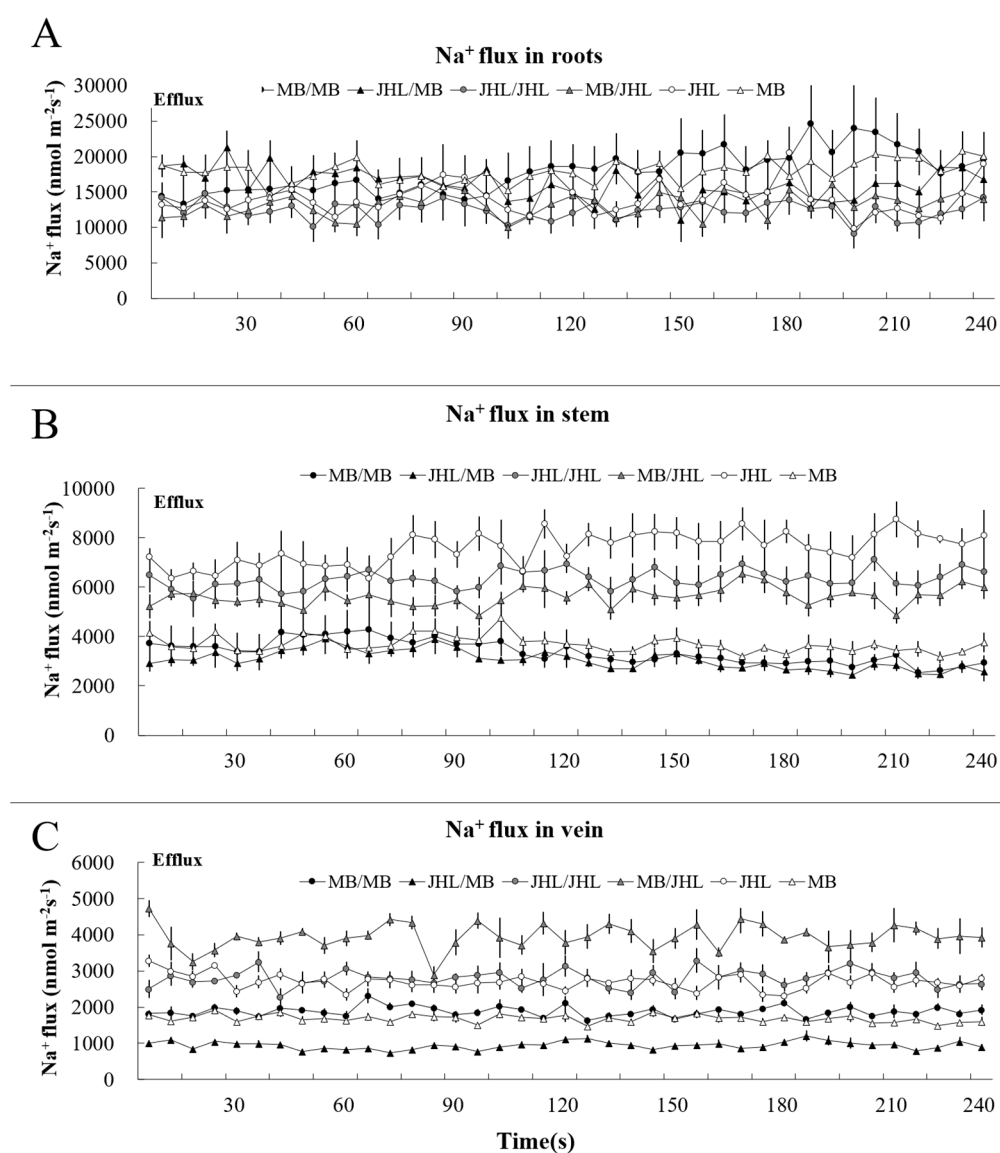 A
Na⁺ flux in roots
MB/MB JHL/MB JHL/JHL MB/JHL JHL MB
Efflux
Na⁺ flux (nmol m⁻²s⁻¹)
30000
25000
20000
15000
10000
5000
0
30 60 90 120 150 180 210 240
B
Na⁺ flux in stem
MB/MB JHL/MB JHL/JHL MB/JHL JHL MB
Efflux
Na⁺ flux (nmol m⁻²s⁻¹)
10000
8000
6000
4000
2000
0
30 60 90 120 150 180 210 240
C
Na⁺ flux in vein
Efflux
MB/MB JHL/MB JHL/JHL MB/JHL JHL MB
Na⁺ flux (nmol m⁻²s⁻¹)
6000
5000
4000
3000
2000
1000
0
30 60 90 120 150 180 210 240
Time(s)